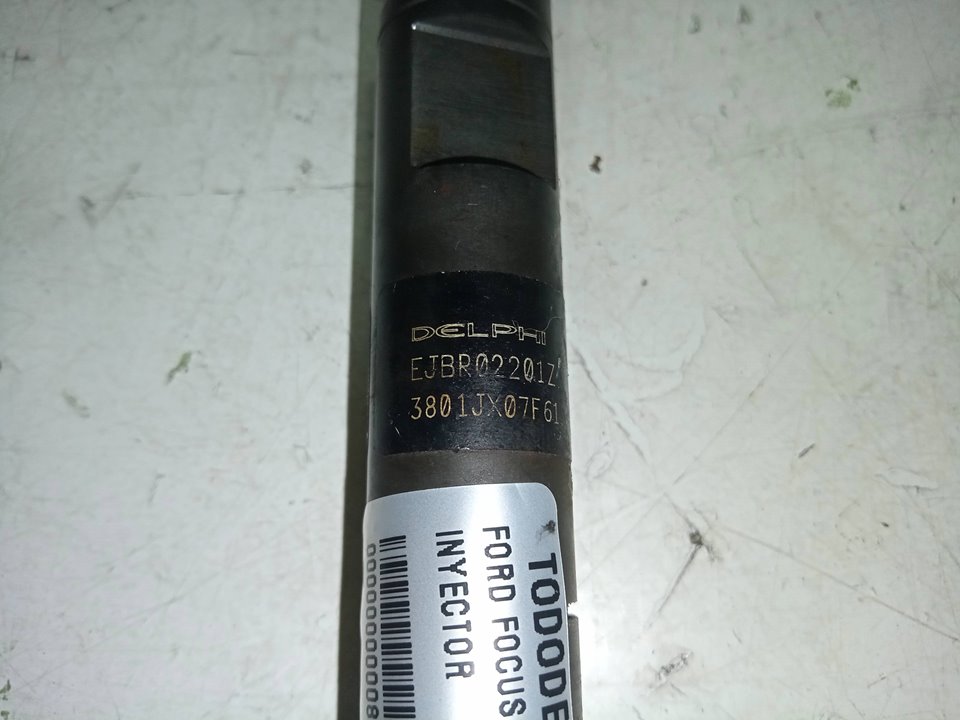 DELPHI
EJBR02201Z
3801JX07F61
TODODE
FORD FOCUS
INYECTOR